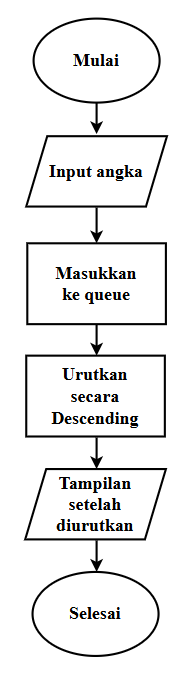 Mulai
Input angka
Masukkan
ke queue
Urutkan
secara
Descending
Tampilan
setelah
diurutkan
Selesai